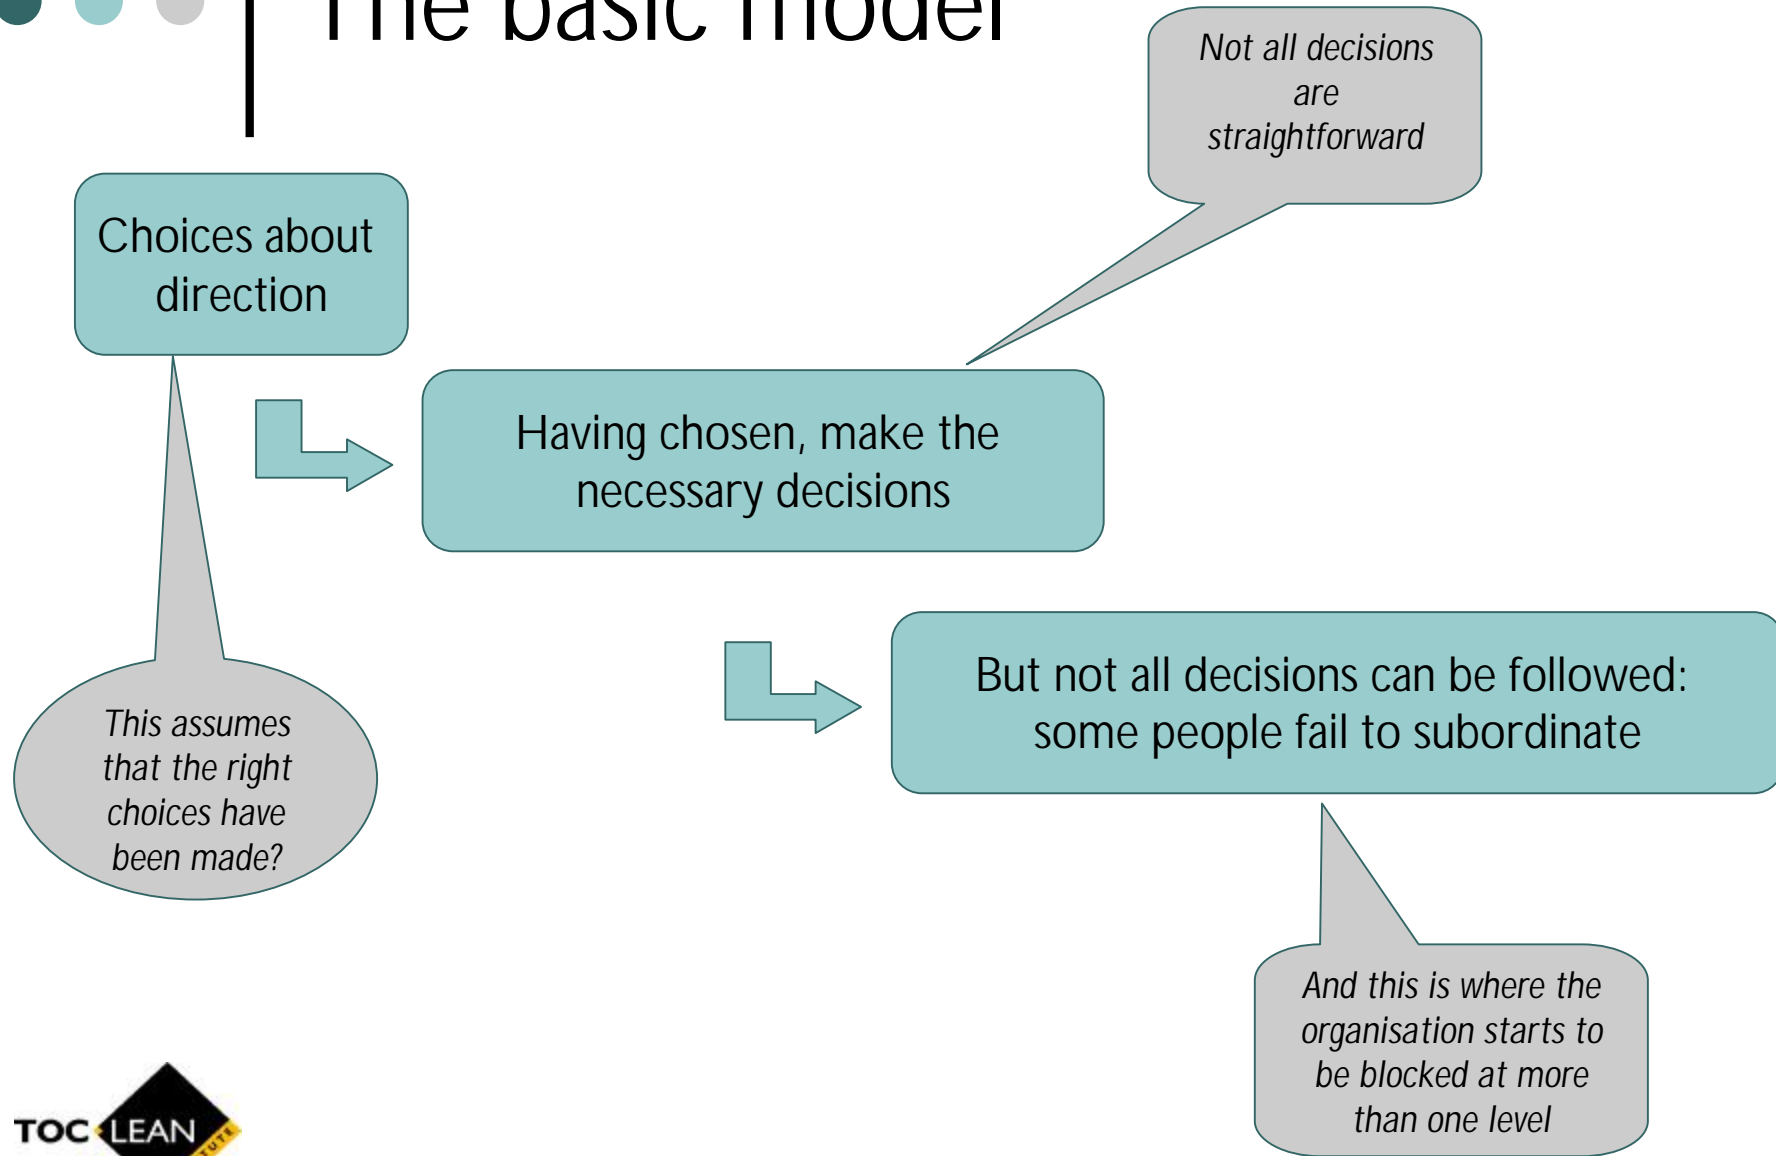 The basic model
Not all decisions
are
straightforward
Choices about
direction
Having chosen, make the
necessary decisions
But not all decisions can be followed:
some people fail to subordinate
This assumes
that the right
choices have
been made?
And this is where the
organisation starts to
be blocked at more
than one level
TOC LEAN